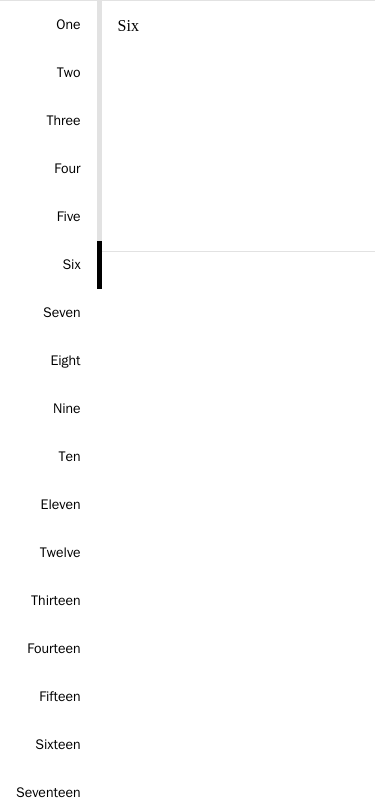 One
Six
Two
Three
Four
Five
Six
Seven
Eight
Nine
Ten
Eleven
Twelve
Thirteen
Fourteen
Fifteen
Sixteen
Seventeen